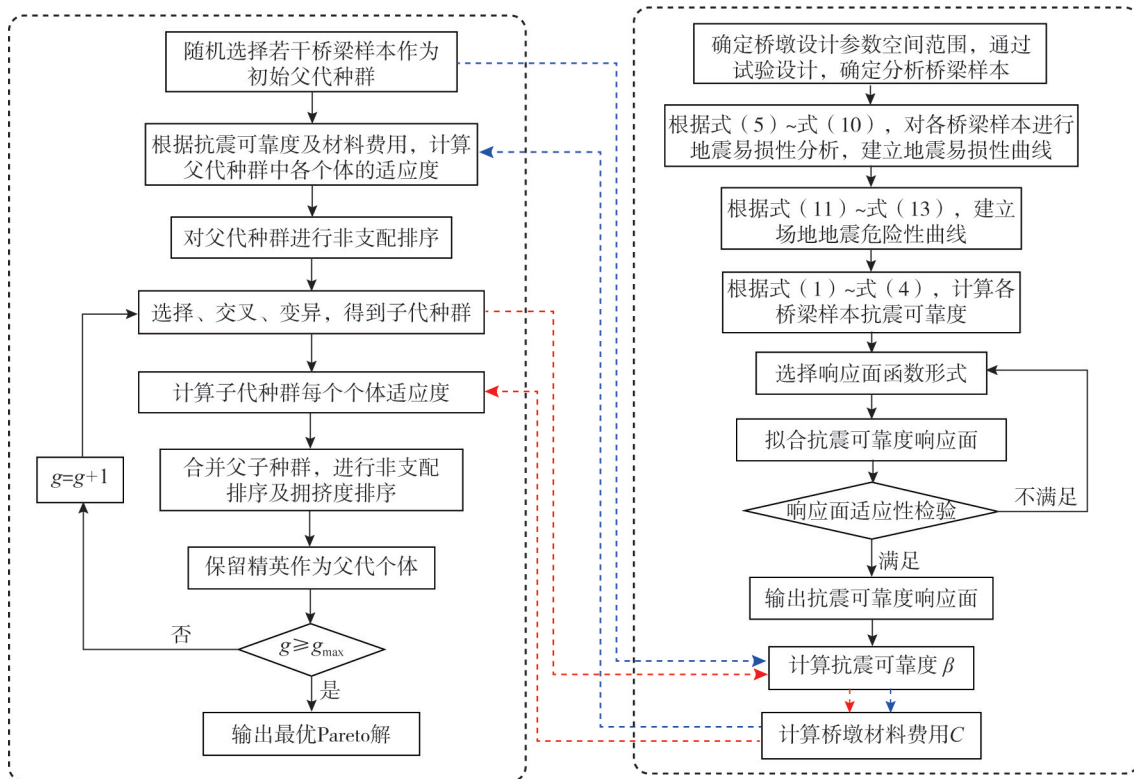 随机选择若干桥梁样本作为
初始父代种群
根据抗震可靠度及材料费用，计算
父代种群中各个体的适应度
对父代种群进行非支配排序
选择、交叉、变异，得到子代种群
计算子代种群每个个体适应度
合并父子种群，进行非支配
排序及拥挤度排序
g=g+1
保留精英作为父代个体
否
g≥gmax
是
输出最优Pareto解
确定桥墩设计参数空间范围，通过
试验设计，确定分析桥梁样本
根据式（5）~式（10），对各桥梁样本进行
地震易损性分析，建立地震易损性曲线
根据式（11）~式（13），建立
场地地震危险性曲线
根据式（1）~式（4），计算各
桥梁样本抗震可靠度
选择响应面函数形式
拟合抗震可靠度响应面
响应面适应性检验
不满足
满足
输出抗震可靠度响应面
计算抗震可靠度 β
计算桥墩材料费用C